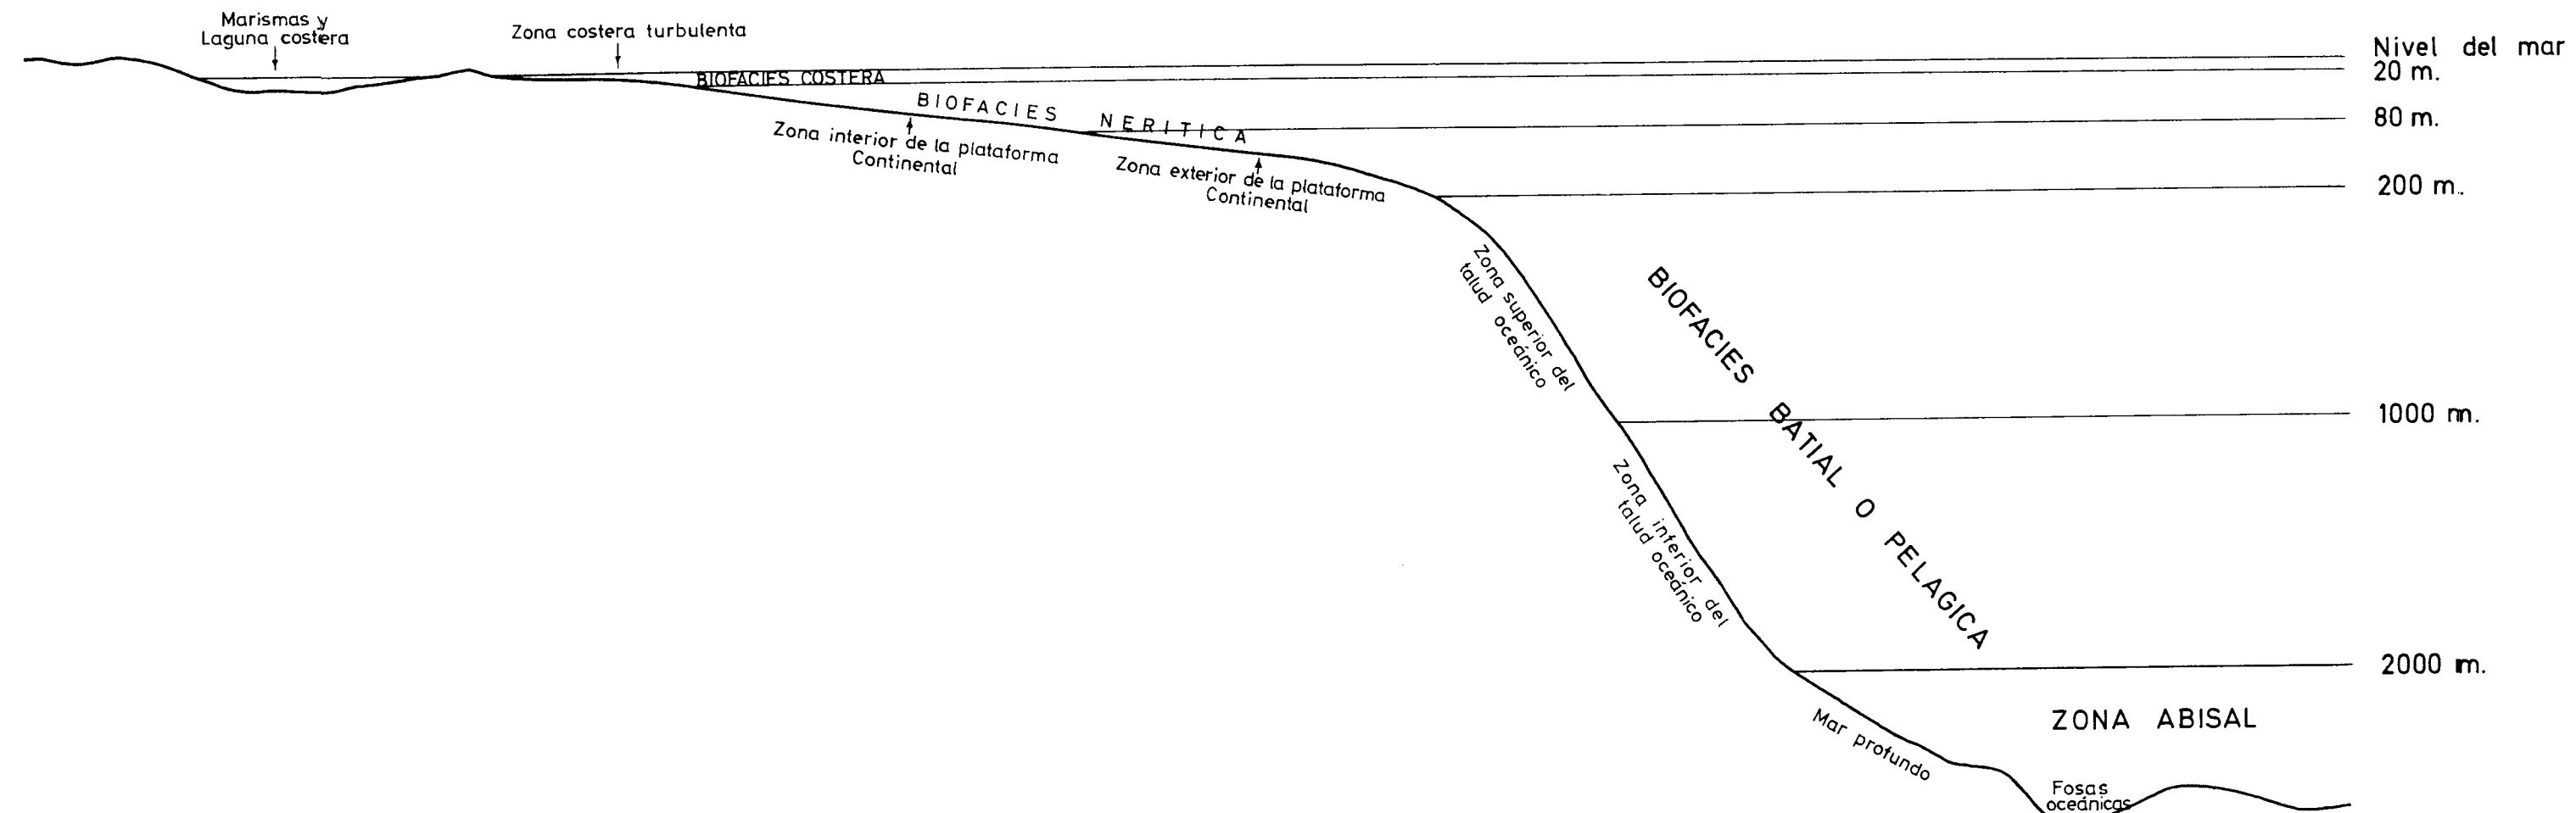 Marismas y
Laguna costera
Zona costera turbulenta
Nivel del mar
BIOFACIES COSTERA
20 m.
BIOFACIES NERITICA
80 m.
Zona interior de la plataforma
Continental
Zona exterior de la plataforma
Continental
200 m.
Zona superior del
talud oceánico
BIOFACIES BATIAL O PELAGICA
1000 m.
Zona inferior del
talud oceánico
2000 m.
ZONA ABISAL
Mar profundo
Fosas
oceánicas